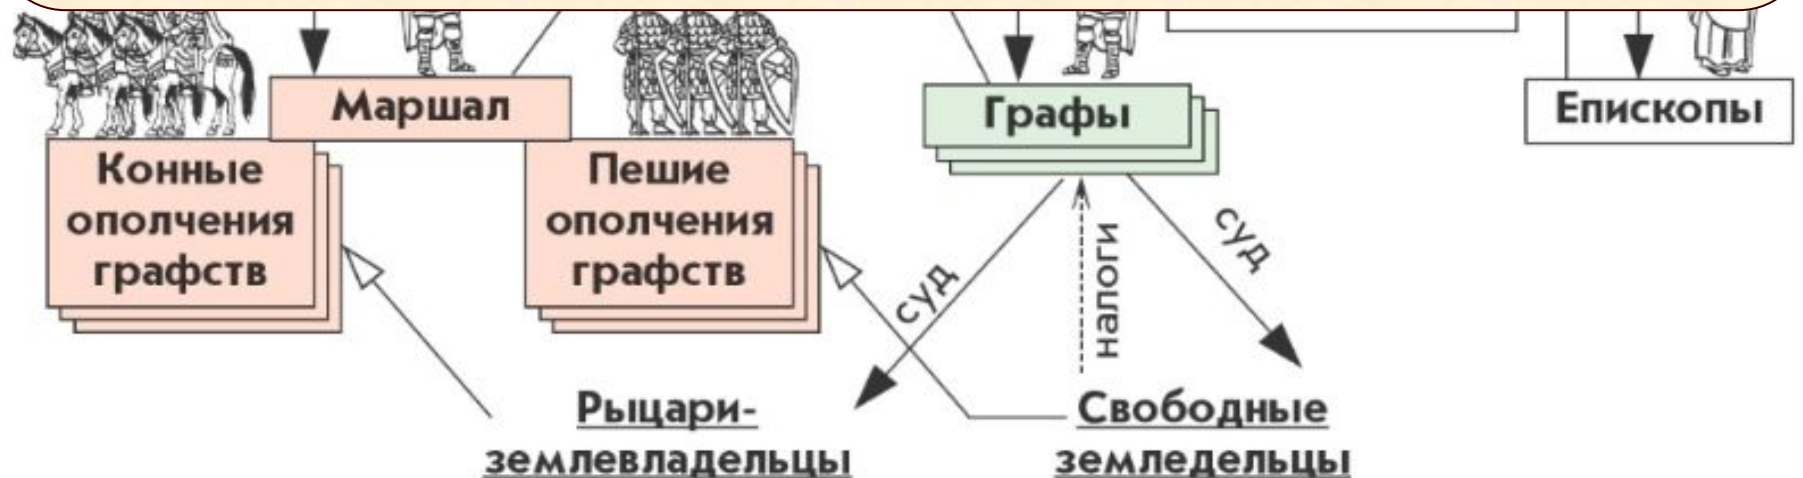 Маршал
Графы
Епископы
Конные
ополчения
графств
Пешие
ополчения
графств
суд
налоги
суд
Рыцари-
землевладельцы
Свободные
земледельцы